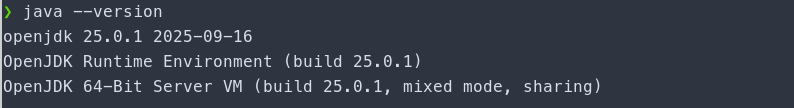 ❯ java --version
openjdk 25.0.1 2025-09-16
OpenJDK Runtime Environment (build 25.0.1)
OpenJDK 64-Bit Server VM (build 25.0.1, mixed mode, sharing)